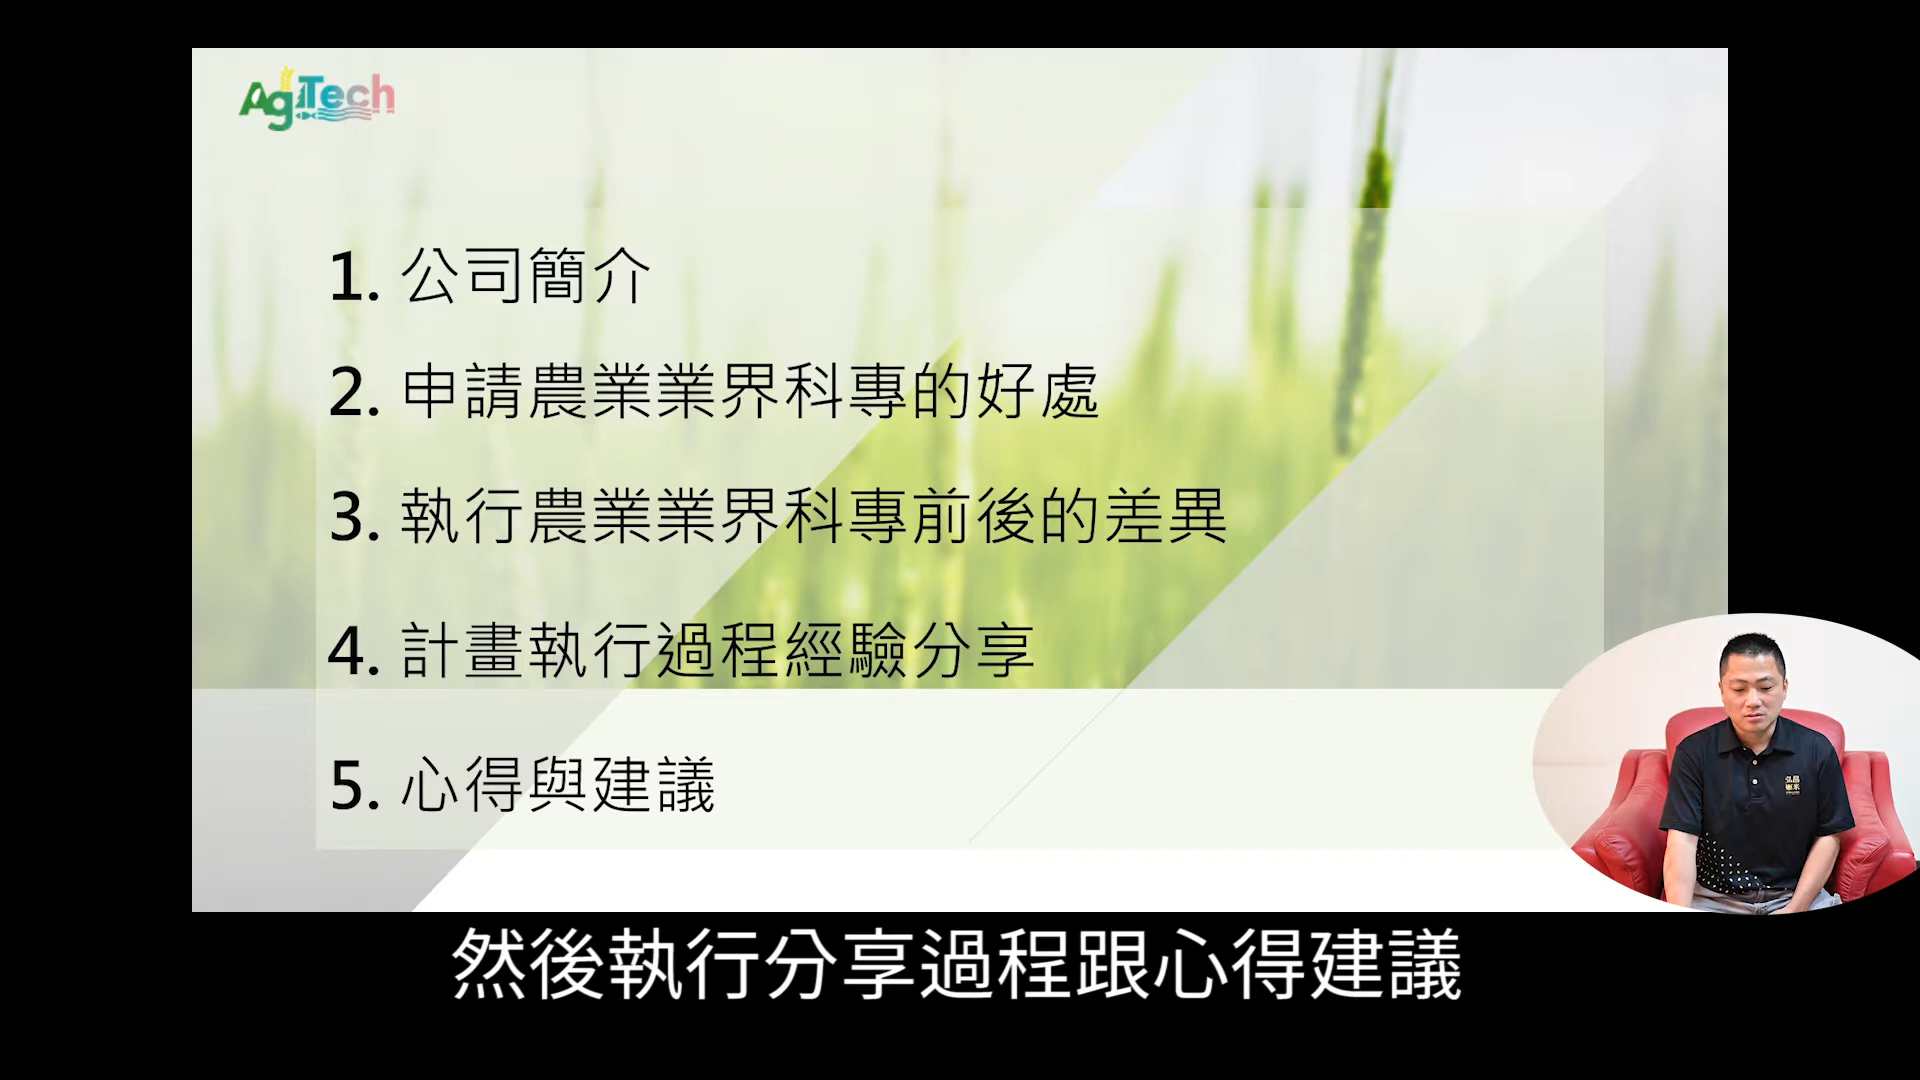 AgTech
1. 公司簡介
2. 申請農業業界科專的好處
3. 執行農業業界科專前後的差異
4. 計畫執行過程經驗分享
5. 心得與建議
然後執行分享過程跟心得建議